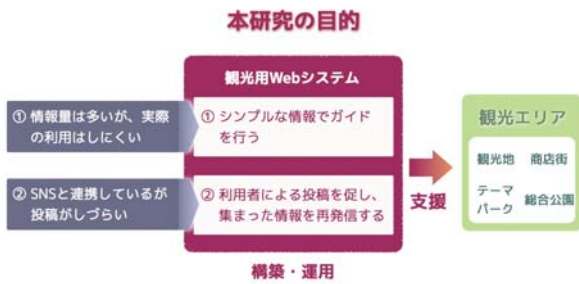 本研究の目的
観光用Webシステム
① 情報量は多いが、実際
の利用はしにくい
① シンプルな情報でガイド
を行う
② SNSと連携しているが
投稿がしづらい
② 利用者による投稿を促し、
集まった情報を再発信する
支援
観光エリア
観光地 商店街
テーマ
パーク
総合公園
構築・運用